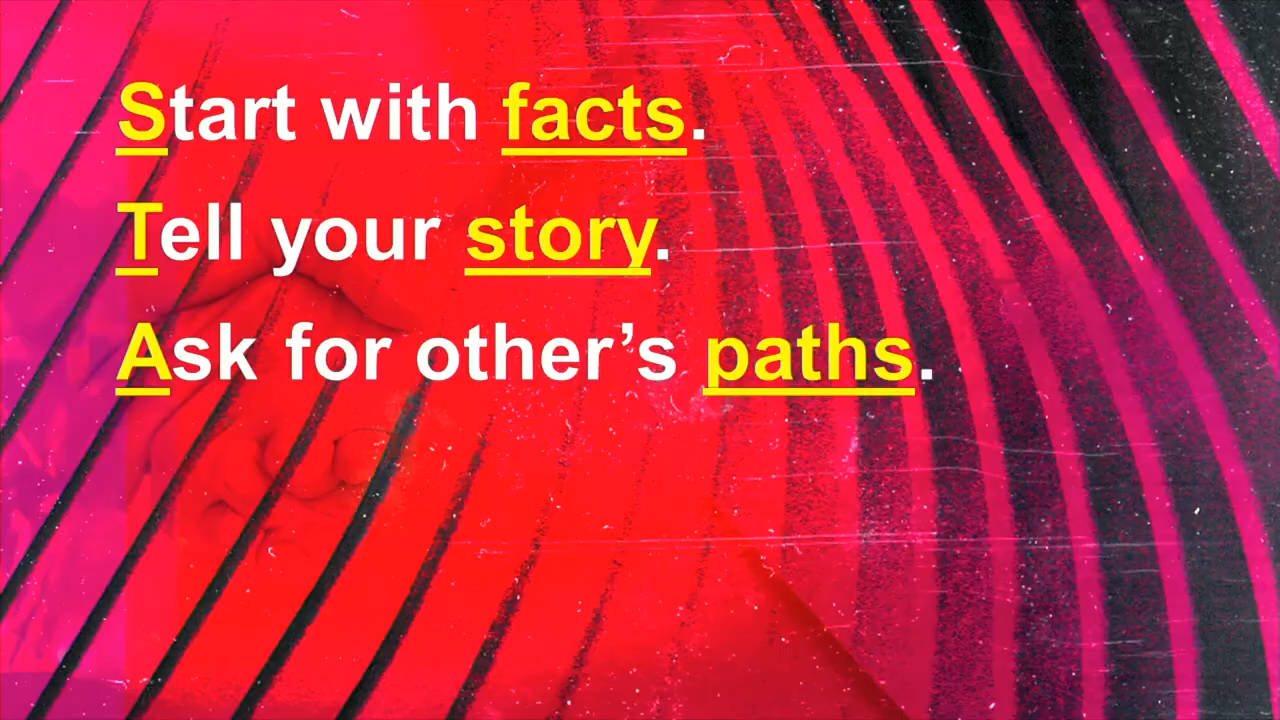 Start with facts.
Tell your story.
Ask for other’s paths.